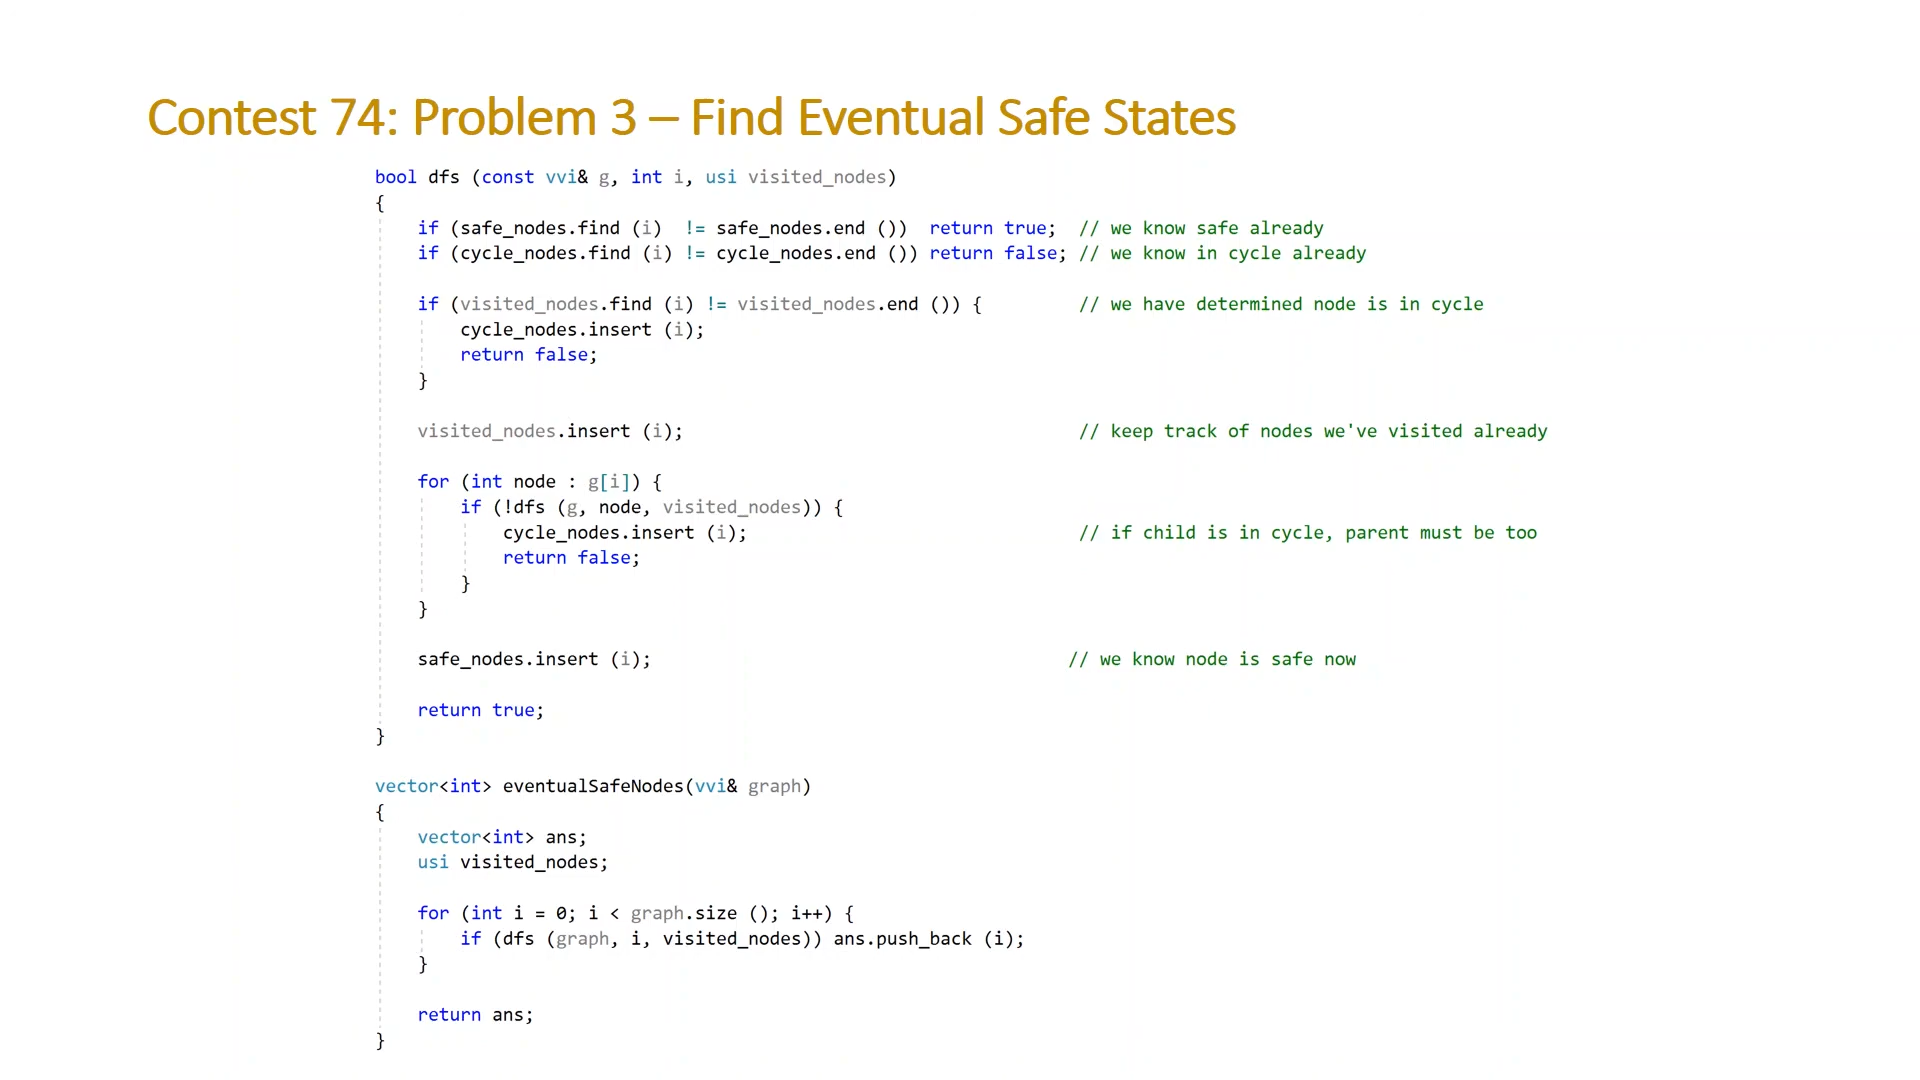 Contest 74: Problem 3 – Find Eventual Safe States
bool dfs (const vvi& g, int i, usi visited_nodes)
{
    if (safe_nodes.find (i)  != safe_nodes.end ())  return true;  // we know safe already
    if (cycle_nodes.find (i) != cycle_nodes.end ()) return false; // we know in cycle already
    if (visited_nodes.find (i) != visited_nodes.end ()) {         // we have determined node is in cycle
        cycle_nodes.insert (i);
        return false;
    }
    visited_nodes.insert (i);                                     // keep track of nodes we've visited already
    for (int node : g[i]) {
        if (!dfs (g, node, visited_nodes)) {
            cycle_nodes.insert (i);                               // if child is in cycle, parent must be too
            return false;
        }
    }
    safe_nodes.insert (i);                                       // we know node is safe now
    return true;
}
vector<int> eventualSafeNodes(vvi& graph)
{
    vector<int> ans;
    usi visited_nodes;
    for (int i = 0; i < graph.size (); i++) {
        if (dfs (graph, i, visited_nodes)) ans.push_back (i);
    }
    return ans;
}